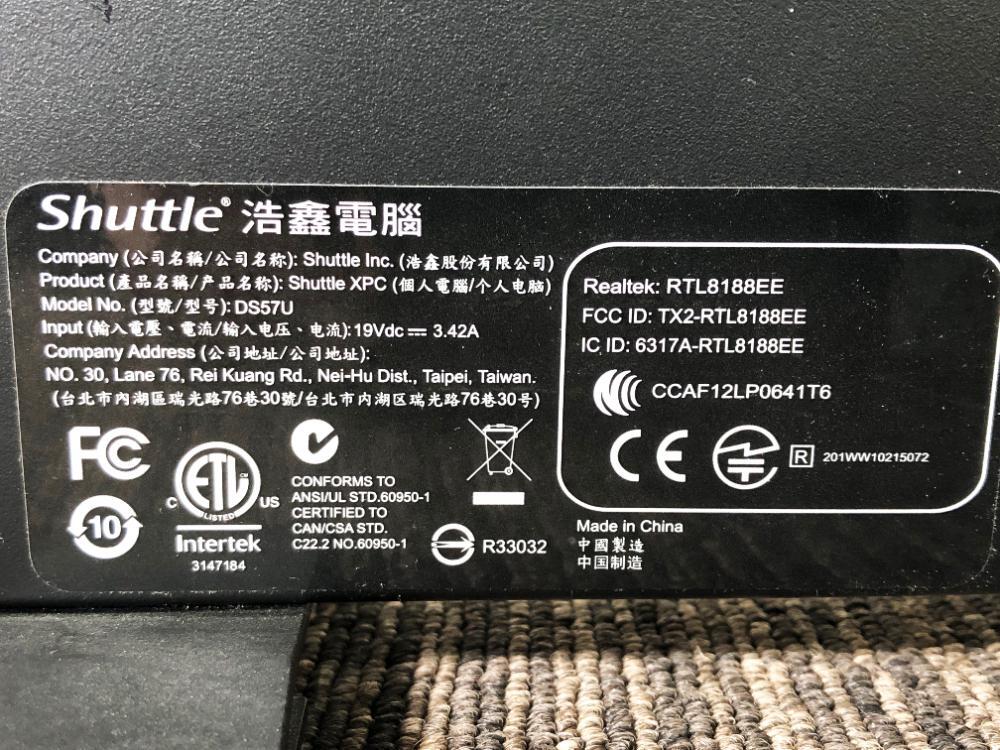 Shuttle® 浩鑫電腦
Company (公司名稱/公司名称): Shuttle Inc. (浩鑫股份有限公司)
Product (產品名稱/产品名称): Shuttle XPC (個人電腦/个人电脑)
Model No. (型號/型号): DS57U
Input (輸入電壓、電流/输入电压、电流): 19Vdc ⎓ 3.42A
Company Address (公司地址/公司地址):
NO. 30, Lane 76, Rei Kuang Rd., Nei-Hu Dist., Taipei, Taiwan.
(台北市內湖區瑞光路76巷30號/台北市内湖区瑞光路76巷30号)
FC
10
C ETL CM US
LISTED
Intertek
3147184
CONFORMS TO
ANSI/UL STD.60950-1
CERTIFIED TO
CAN/CSA STD.
C22.2 NO.60950-1
R33032
Realtek: RTL8188EE
FCC ID: TX2-RTL8188EE
IC ID: 6317A-RTL8188EE
CCAF12LP0641T6
CE
R 201WW10215072
Made in China
中國製造
中国制造